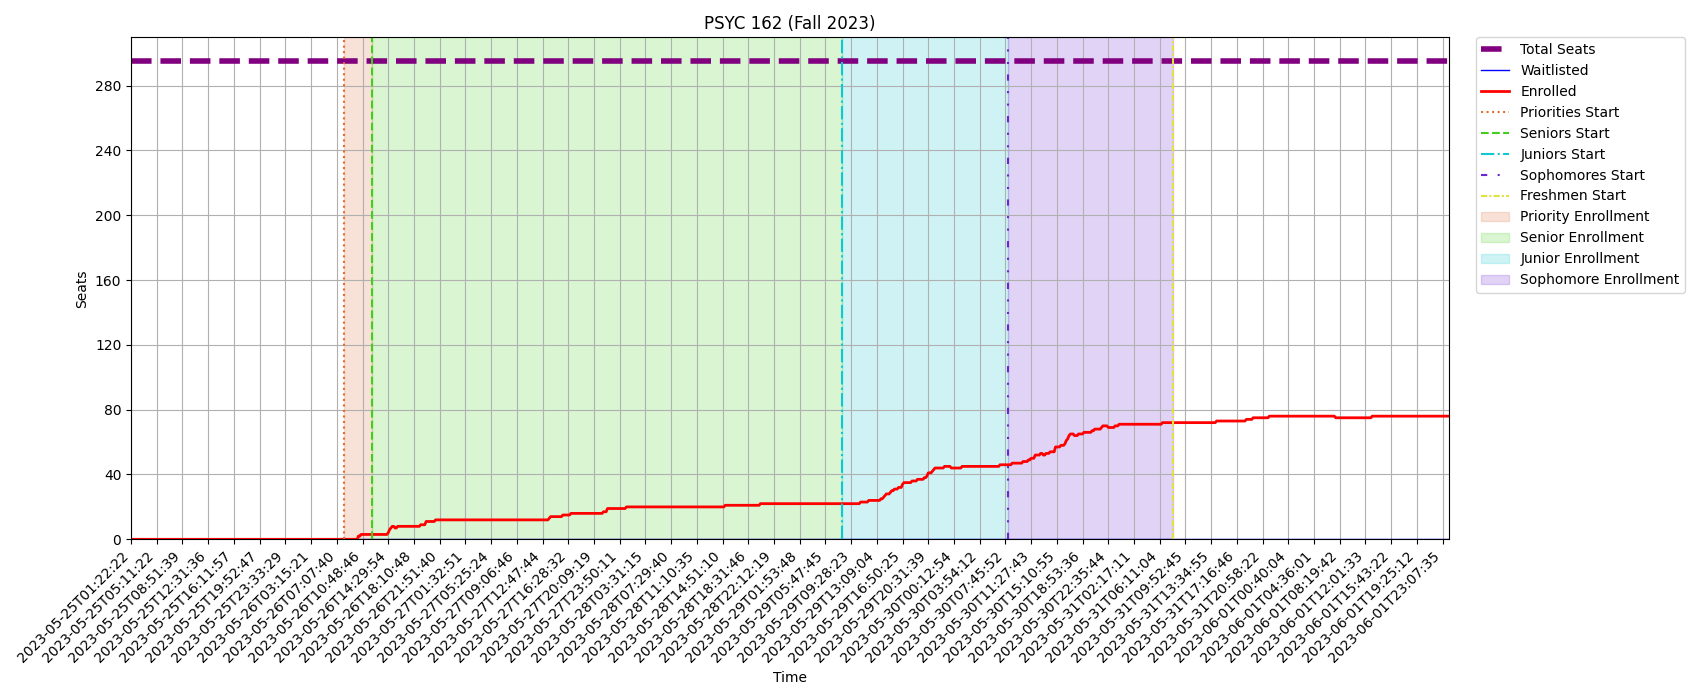 PSYC 162 (Fall 2023)
Seats
280
240
200
160
120
80
40
0
2023-05-25T01:22:22
2023-05-25T05:11:22
2023-05-25T08:51:39
2023-05-25T12:31:36
2023-05-25T16:11:57
2023-05-25T19:52:47
2023-05-25T23:33:29
2023-05-26T03:15:21
2023-05-26T07:07:40
2023-05-26T10:48:46
2023-05-26T14:29:54
2023-05-26T18:10:48
2023-05-26T21:51:40
2023-05-27T01:32:51
2023-05-27T05:25:24
2023-05-27T09:06:46
2023-05-27T12:47:44
2023-05-27T16:28:32
2023-05-27T20:09:19
2023-05-27T23:50:11
2023-05-28T03:31:15
2023-05-28T07:29:40
2023-05-28T11:10:35
2023-05-28T14:51:10
2023-05-28T18:31:46
2023-05-28T22:12:19
2023-05-29T01:53:48
2023-05-29T05:47:45
2023-05-29T09:28:23
2023-05-29T13:09:04
2023-05-29T16:50:25
2023-05-29T20:31:39
2023-05-30T00:12:54
2023-05-30T03:54:12
2023-05-30T07:45:52
2023-05-30T11:27:43
2023-05-30T15:10:55
2023-05-30T18:53:36
2023-05-30T22:35:44
2023-05-31T02:17:11
2023-05-31T06:11:04
2023-05-31T09:52:45
2023-05-31T13:34:55
2023-05-31T17:16:46
2023-05-31T20:58:22
2023-06-01T00:40:04
2023-06-01T04:36:01
2023-06-01T08:19:42
2023-06-01T12:01:33
2023-06-01T15:43:22
2023-06-01T19:25:12
2023-06-01T23:07:35
Time
Total Seats
Waitlisted
Enrolled
Priorities Start
Seniors Start
Juniors Start
Sophomores Start
Freshmen Start
Priority Enrollment
Senior Enrollment
Junior Enrollment
Sophomore Enrollment